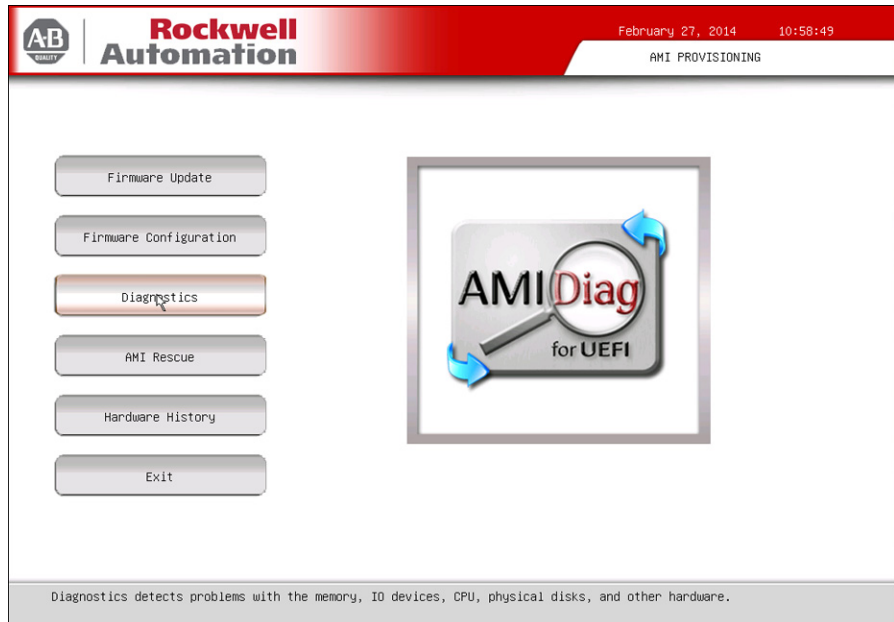 A-B
QUALITY
Rockwell
Automation
February 27, 2014 10:58:49
AMI PROVISIONING
Firmware Update
Firmware Configuration
Diagnostics
AMI Rescue
Hardware History
Exit
AMIDiag
for UEFI
Diagnostics detects problems with the memory, IO devices, CPU, physical disks, and other hardware.